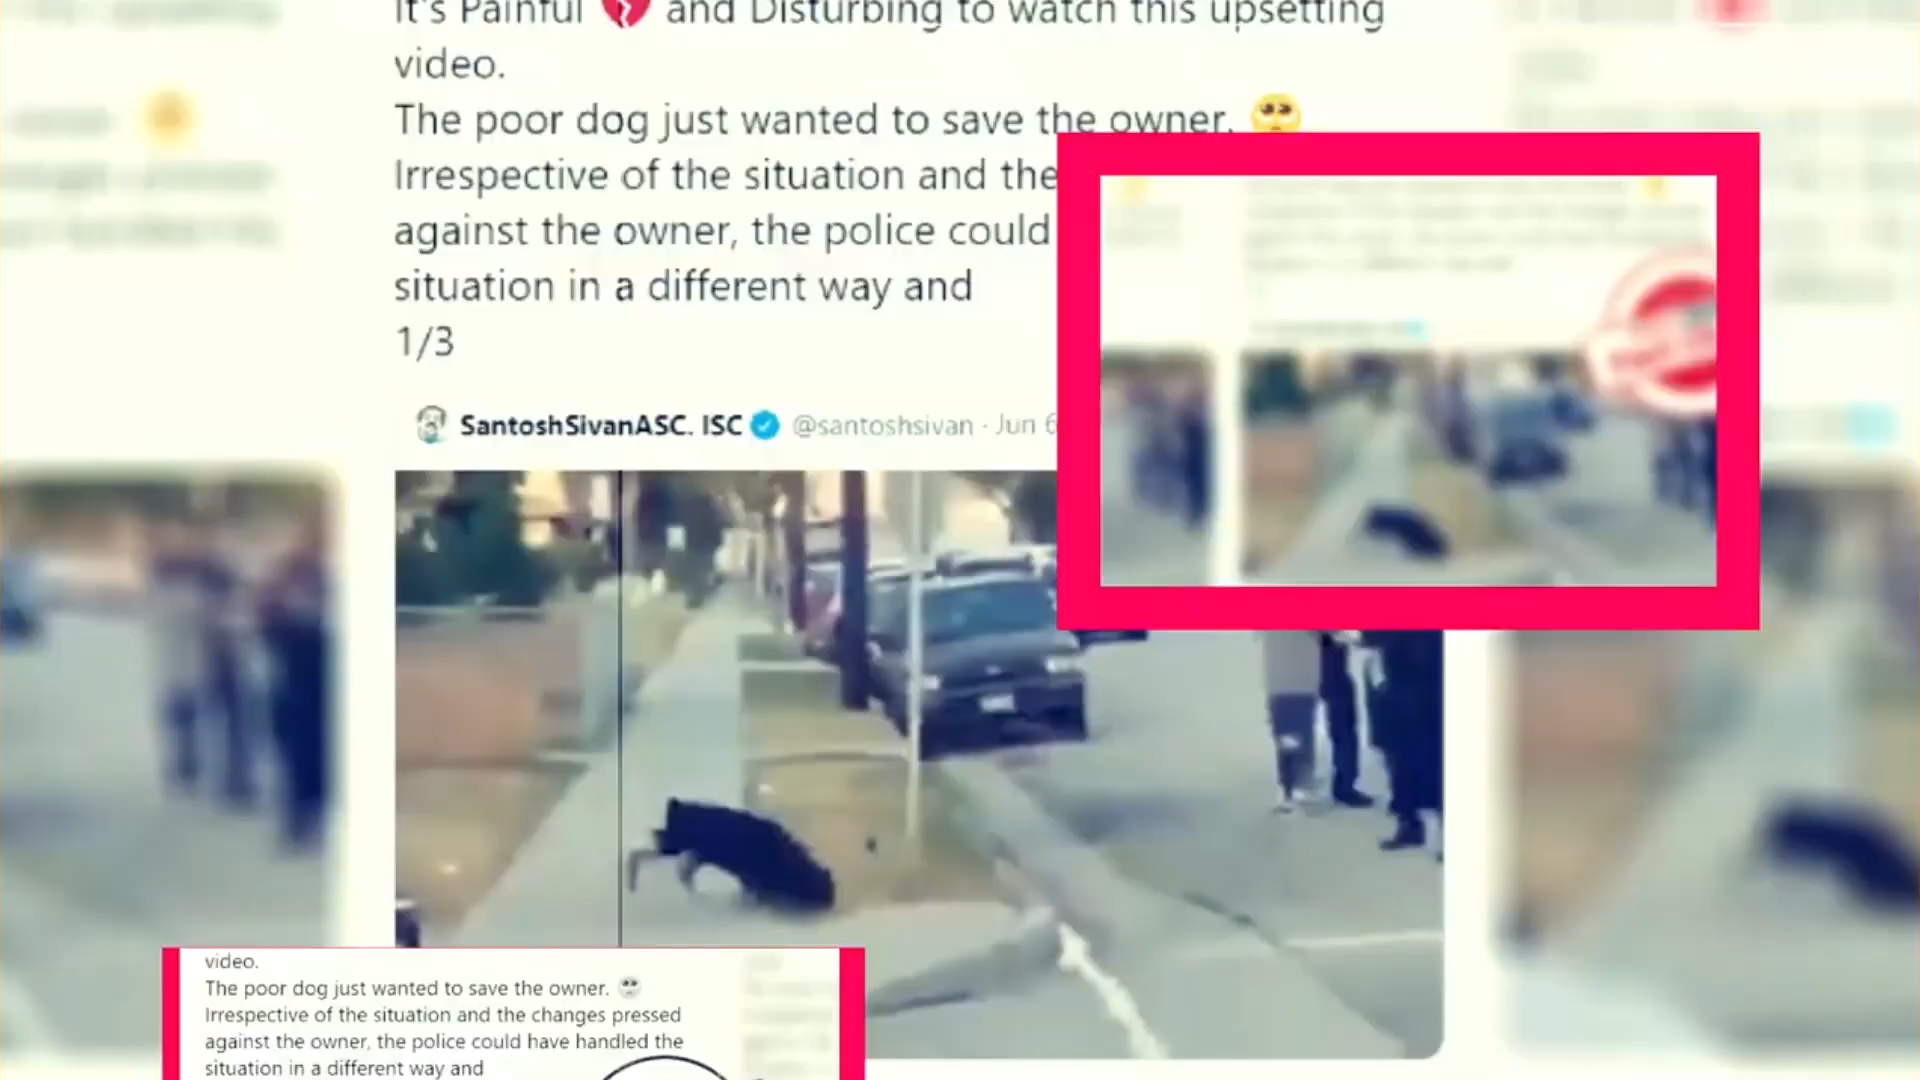 It's Painful 💔 and Disturbing to watch this upsetting
video.
The poor dog just wanted to save the owner. 🥺
Irrespective of the situation and the
against the owner, the police could
situation in a different way and
1/3
SantoshSivanASC. ISC @santoshsivan · Jun 6
video.
The poor dog just wanted to save the owner. 🥺
Irrespective of the situation and the changes pressed
against the owner, the police could have handled the
situation in a different way and